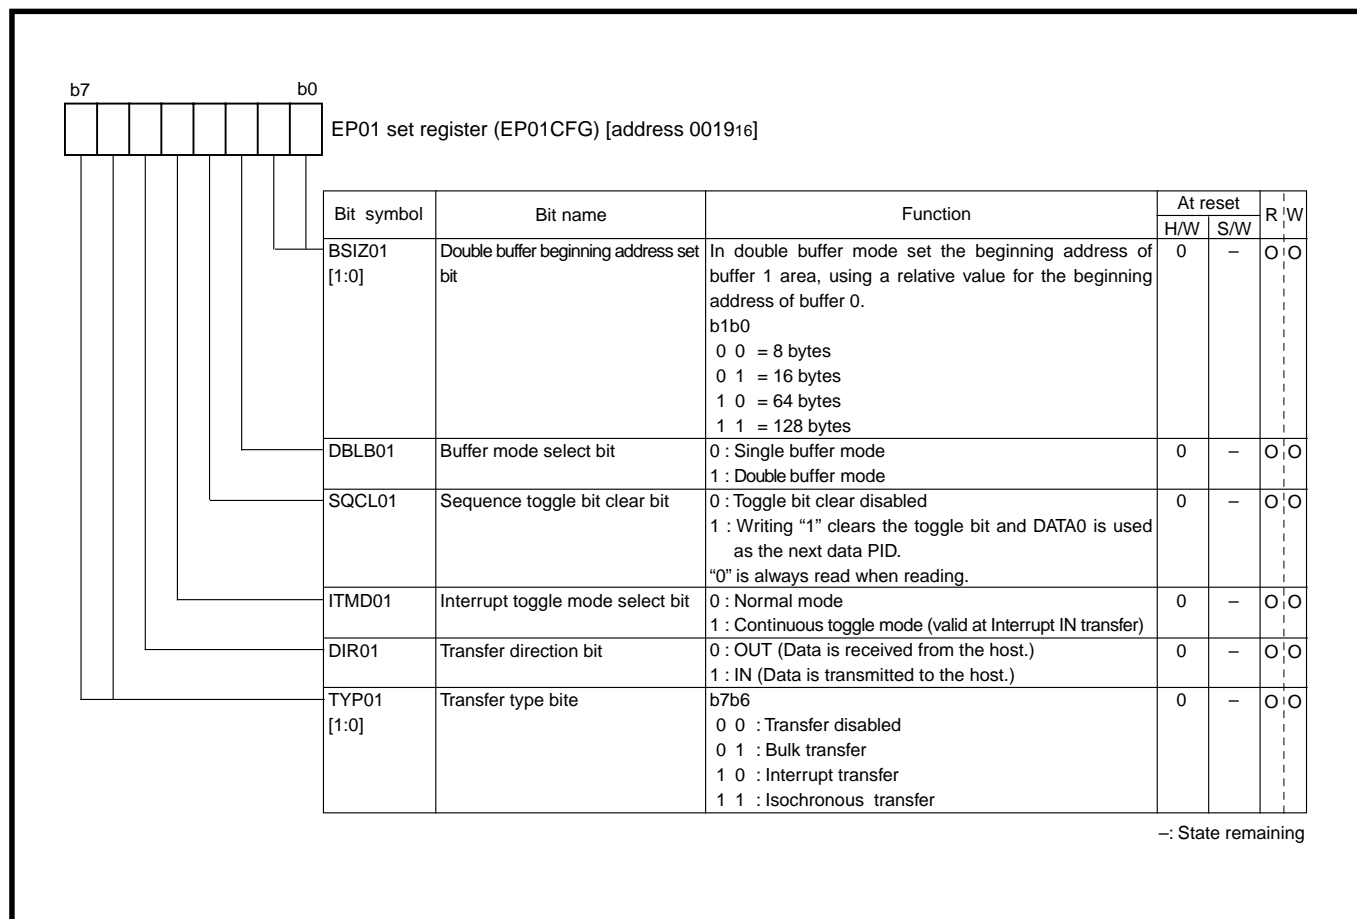 b7 b0
EP01 set register (EP01CFG) [address 001916]
Bit symbol Bit name Function At reset R W
H/W S/W
BSIZ01 Double buffer beginning address set In double buffer mode set the beginning address of 0 – O O
[1:0] bit buffer 1 area, using a relative value for the beginning
address of buffer 0.
b1b0
0 0 = 8 bytes
0 1 = 16 bytes
1 0 = 64 bytes
1 1 = 128 bytes
DBLB01 Buffer mode select bit 0 : Single buffer mode 0 – O O
1 : Double buffer mode
SQCL01 Sequence toggle bit clear bit 0 : Toggle bit clear disabled 0 – O O
1 : Writing “1” clears the toggle bit and DATA0 is used
as the next data PID.
“0” is always read when reading.
ITMD01 Interrupt toggle mode select bit 0 : Normal mode 0 – O O
1 : Continuous toggle mode (valid at Interrupt IN transfer)
DIR01 Transfer direction bit 0 : OUT (Data is received from the host.) 0 – O O
1 : IN (Data is transmitted to the host.)
TYP01 Transfer type bite b7b6 0 – O O
[1:0] 0 0 : Transfer disabled
0 1 : Bulk transfer
1 0 : Interrupt transfer
1 1 : Isochronous transfer
–: State remaining